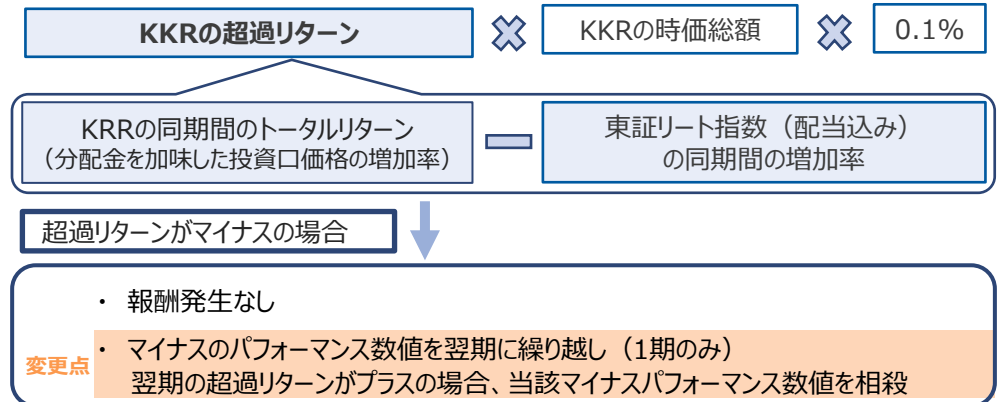 KKRの超過リターン
KKRの時価総額
0.1%
KRRの同期間のトータルリターン
（分配金を加味した投資口価格の増加率）
東証リート指数（配当込み）
の同期間の増加率
超過リターンがマイナスの場合
・ 報酬発生なし
変更点
・ マイナスのパフォーマンス数値を翌期に繰り越し（1期のみ）
翌期の超過リターンがプラスの場合、当該マイナスパフォーマンス数値を相殺